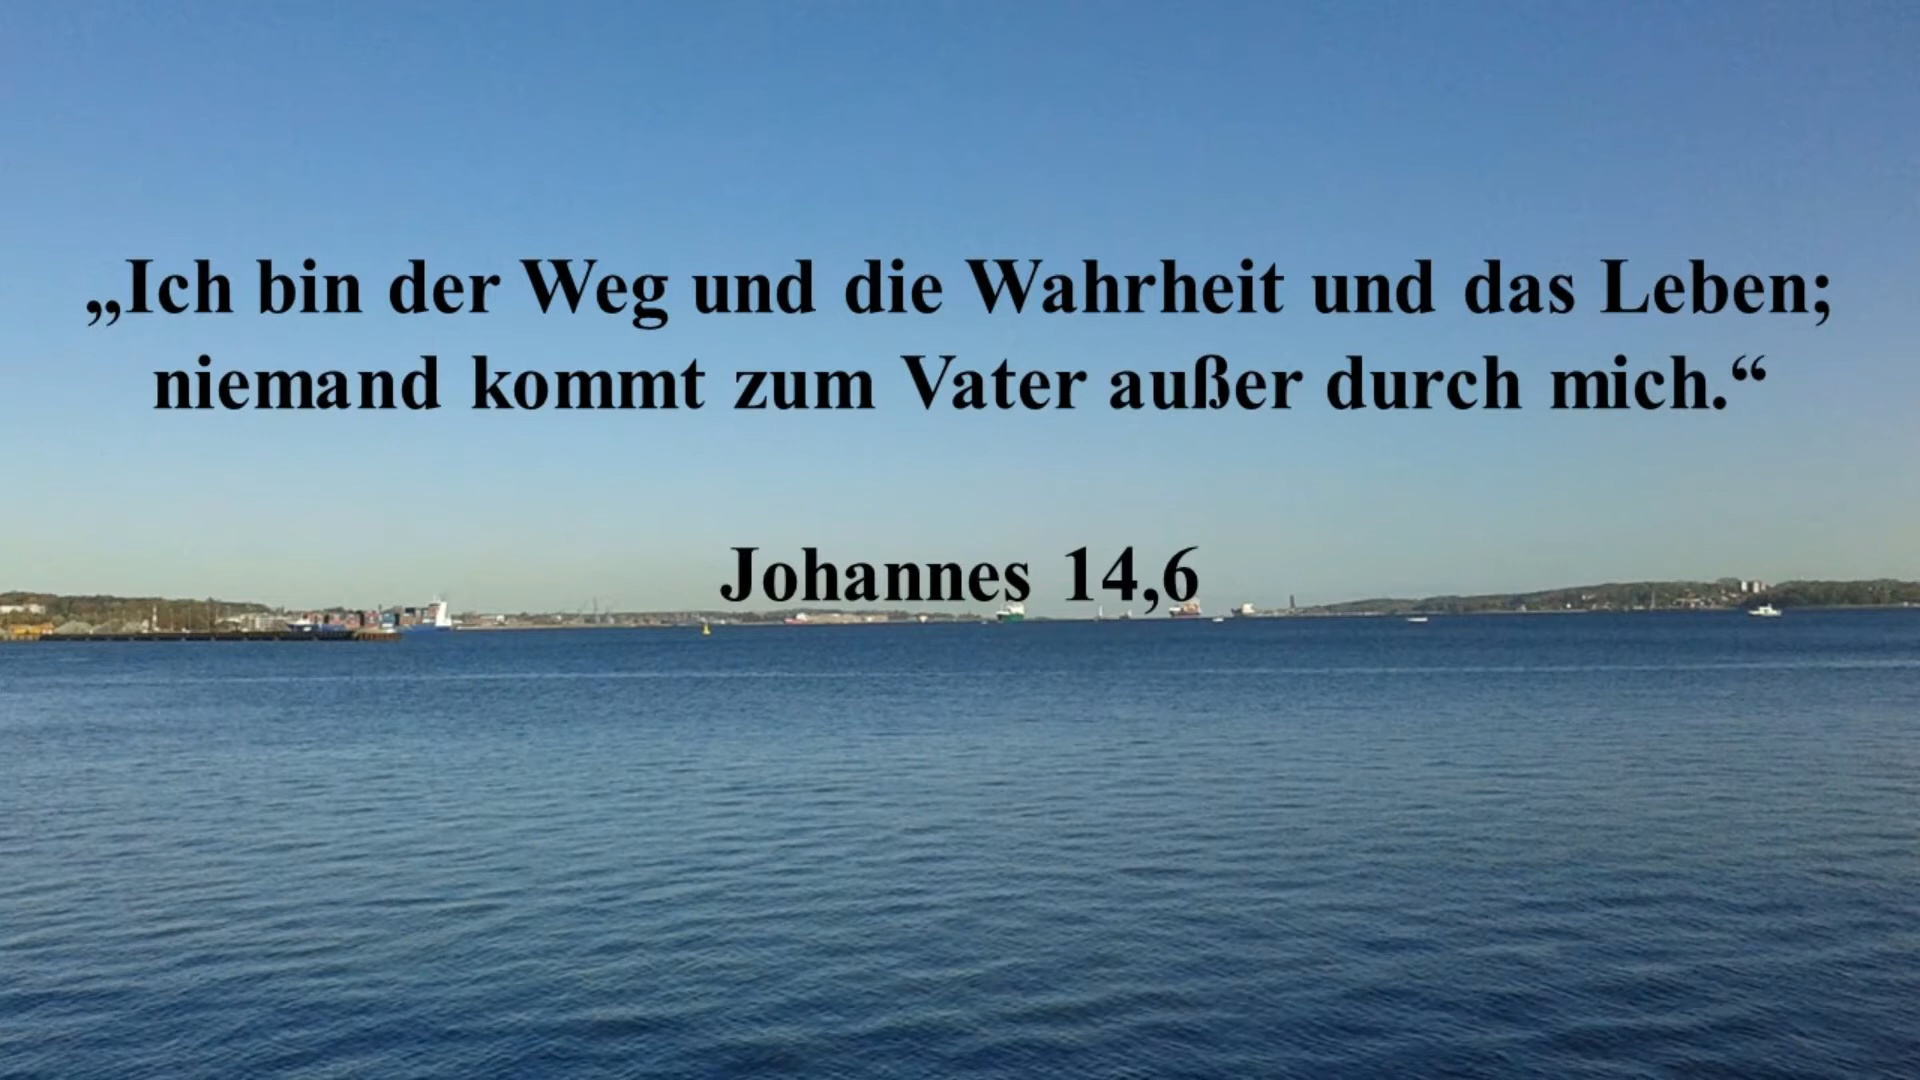 „Ich bin der Weg und die Wahrheit und das Leben;
niemand kommt zum Vater außer durch mich.“
Johannes 14,6